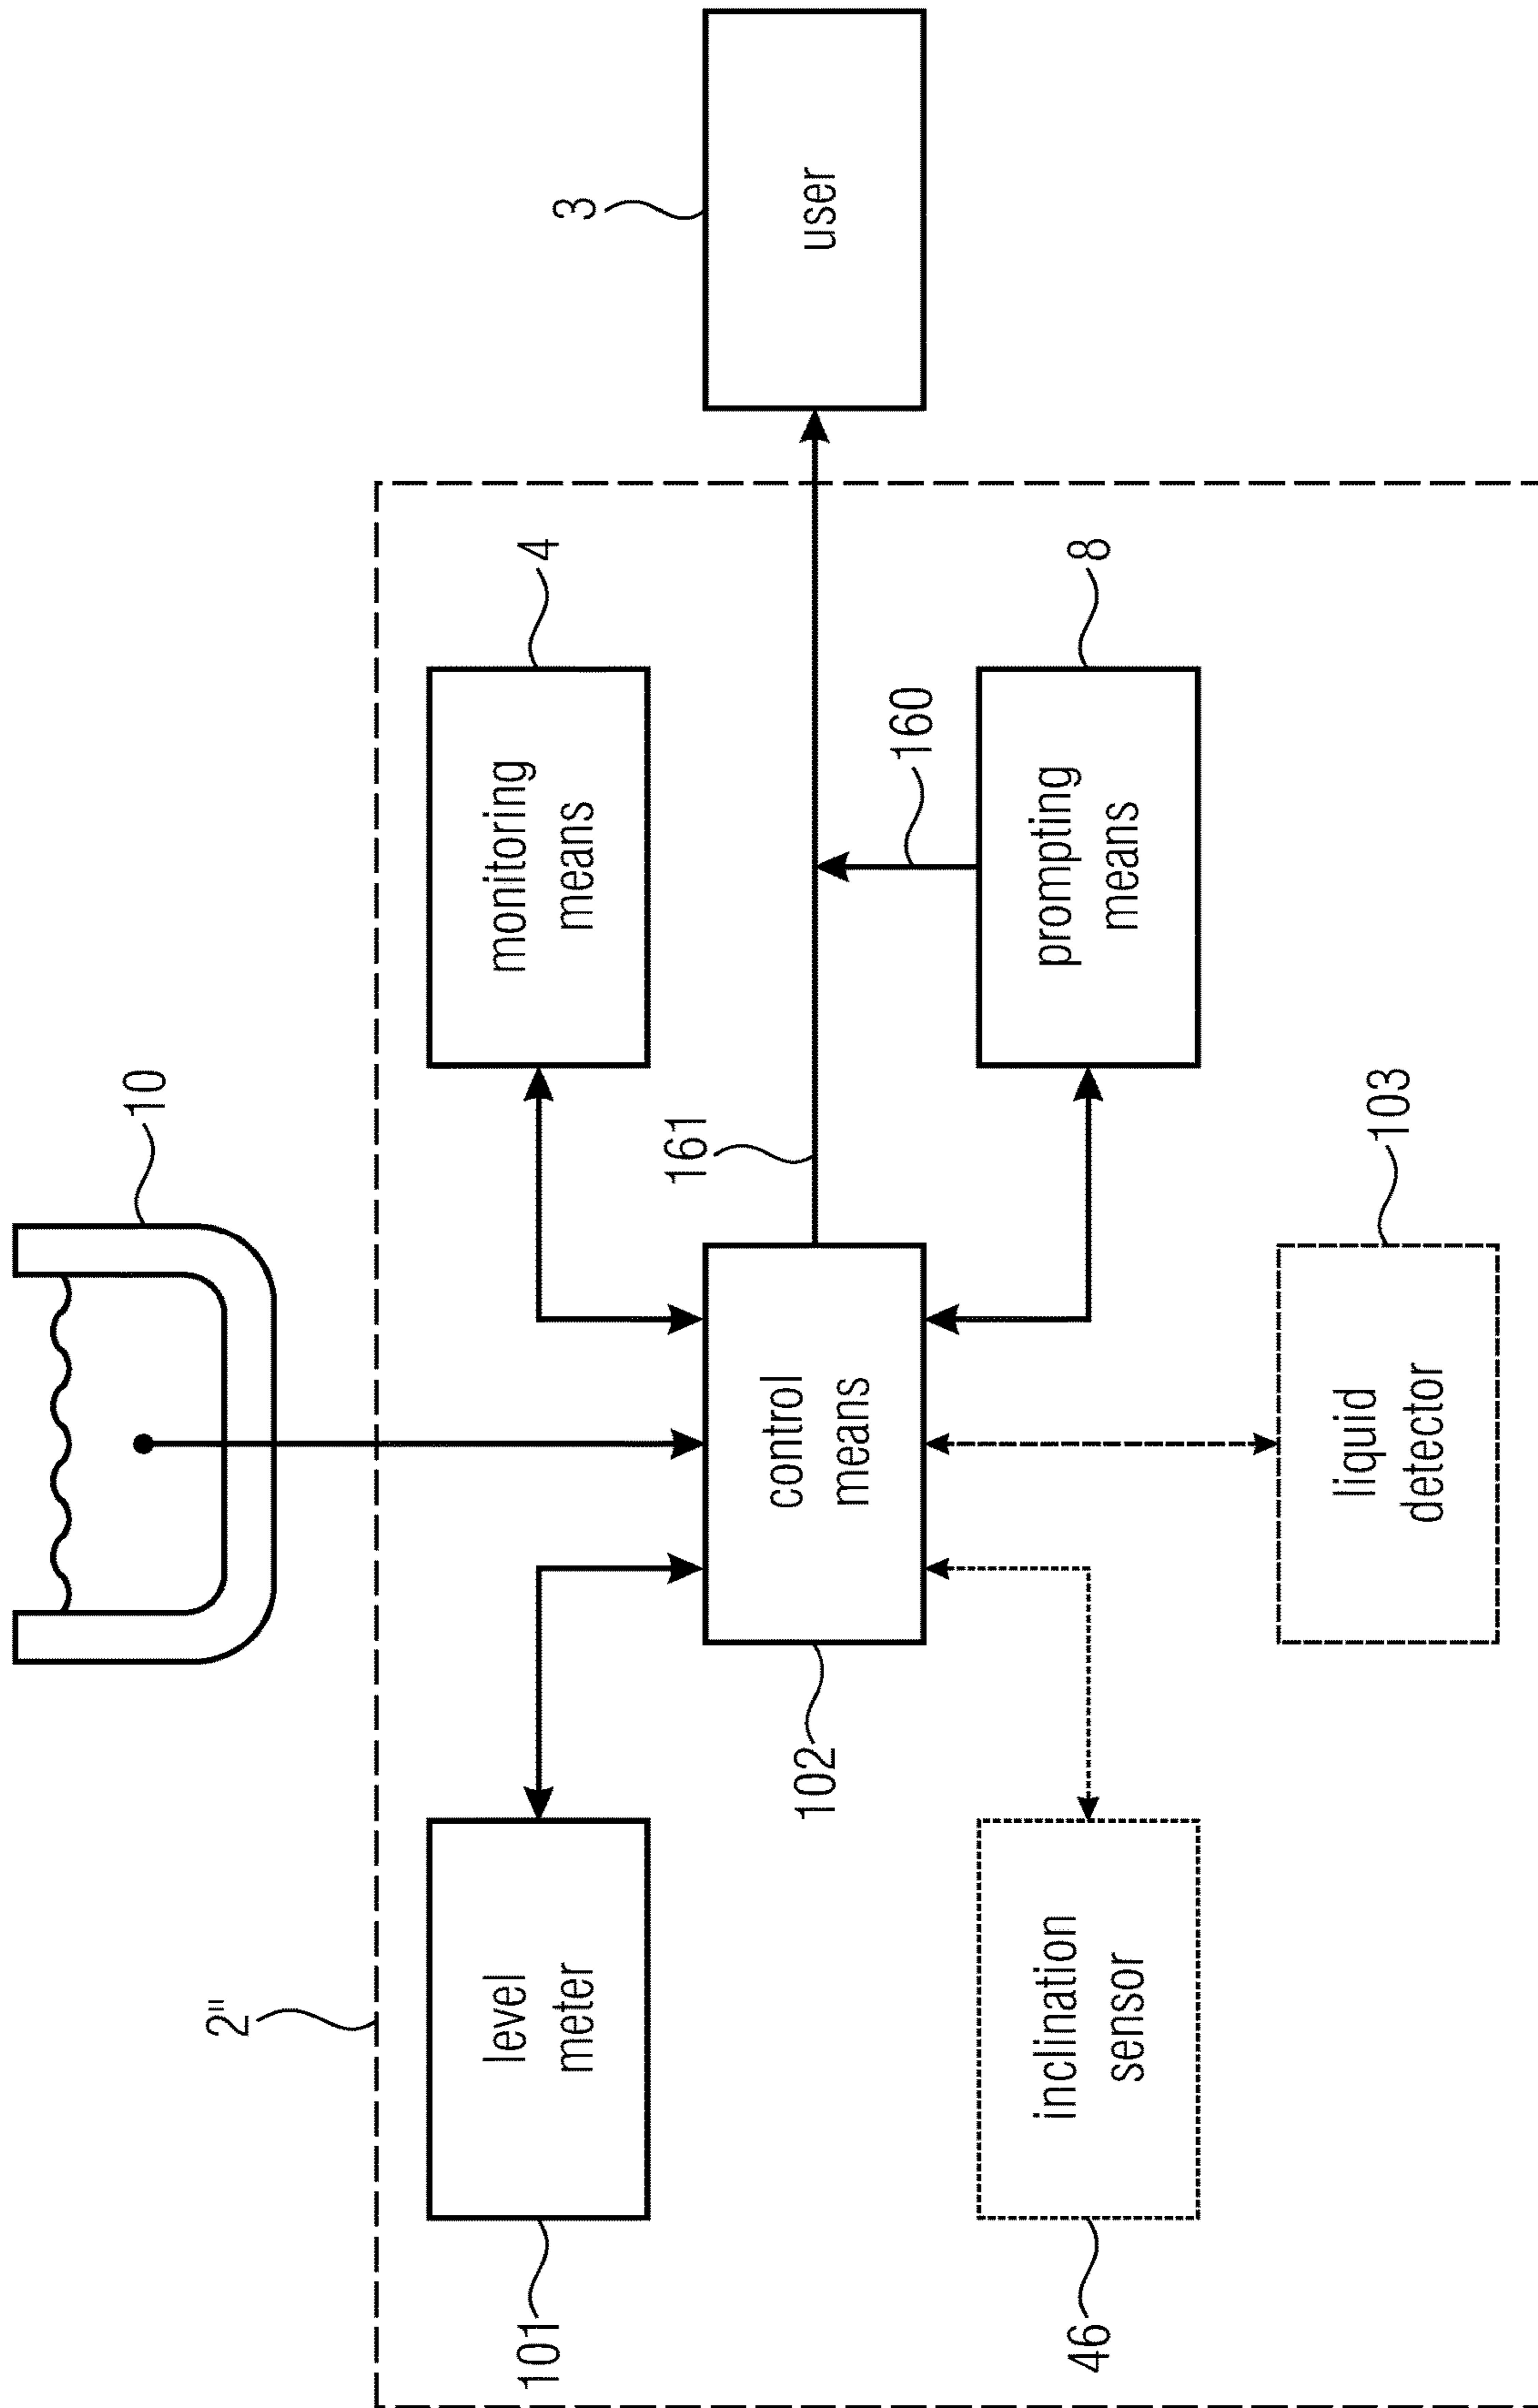 10
2"
level
meter
101
monitoring
means
4
control
means
102
161
user
3
160
inclination
sensor
46
prompting
means
8
liquid
detector
103